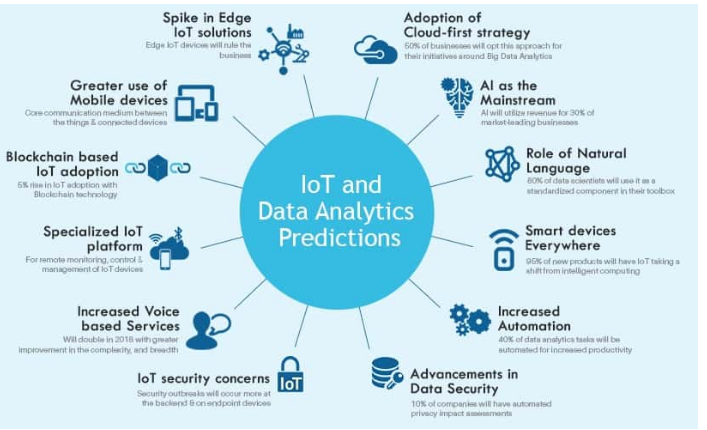 Spike in Edge
IoT solutions
Edge IoT devices will rule the
business
Adoption of
Cloud-first strategy
50% of businesses will opt this approach for
their initiatives around Big Data Analytics
Greater use of
Mobile devices
Core communication medium between
the things & connected devices
AI as the
Mainstream
AI will utilize revenue for 30% of
market-leading businesses
Blockchain based
IoT adoption
5% rise in IoT adoption with
Blockchain technology
Role of Natural
Language
60% of data scientists will use it as a
standardized component in their toolbox
IoT and
Data Analytics
Predictions
Specialized IoT
platform
For remote monitoring, control &
management of IoT devices
Smart devices
Everywhere
95% of new products will have IoT taking a
shift from intelligent computing
Increased Voice
based Services
Will double in 2018 with greater
improvement in the complexity, and breadth
Increased
Automation
40% of data analytics tasks will be
automated for increased productivity
IoT security concerns
Security outbreaks will occur more at
the backend & on endpoint devices
IoT
Advancements in
Data Security
10% of companies will have automated
privacy impact assessments